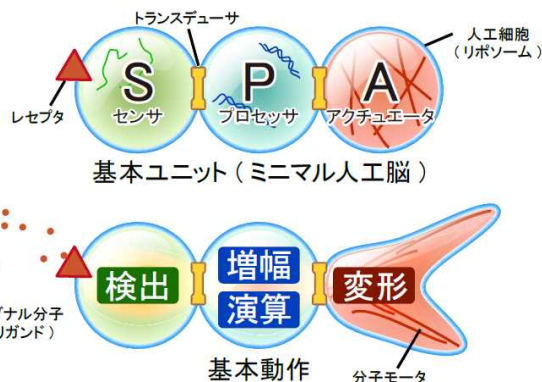 トランスデューサ
人工細胞
(リポソーム)
レセプタ
S
センサ
P
プロセッサ
A
アクチュエータ
基本ユニット(ミニマル人工脳)
検出
増幅
演算
変形
ナル分子
リガンド)
基本動作
分子モータ